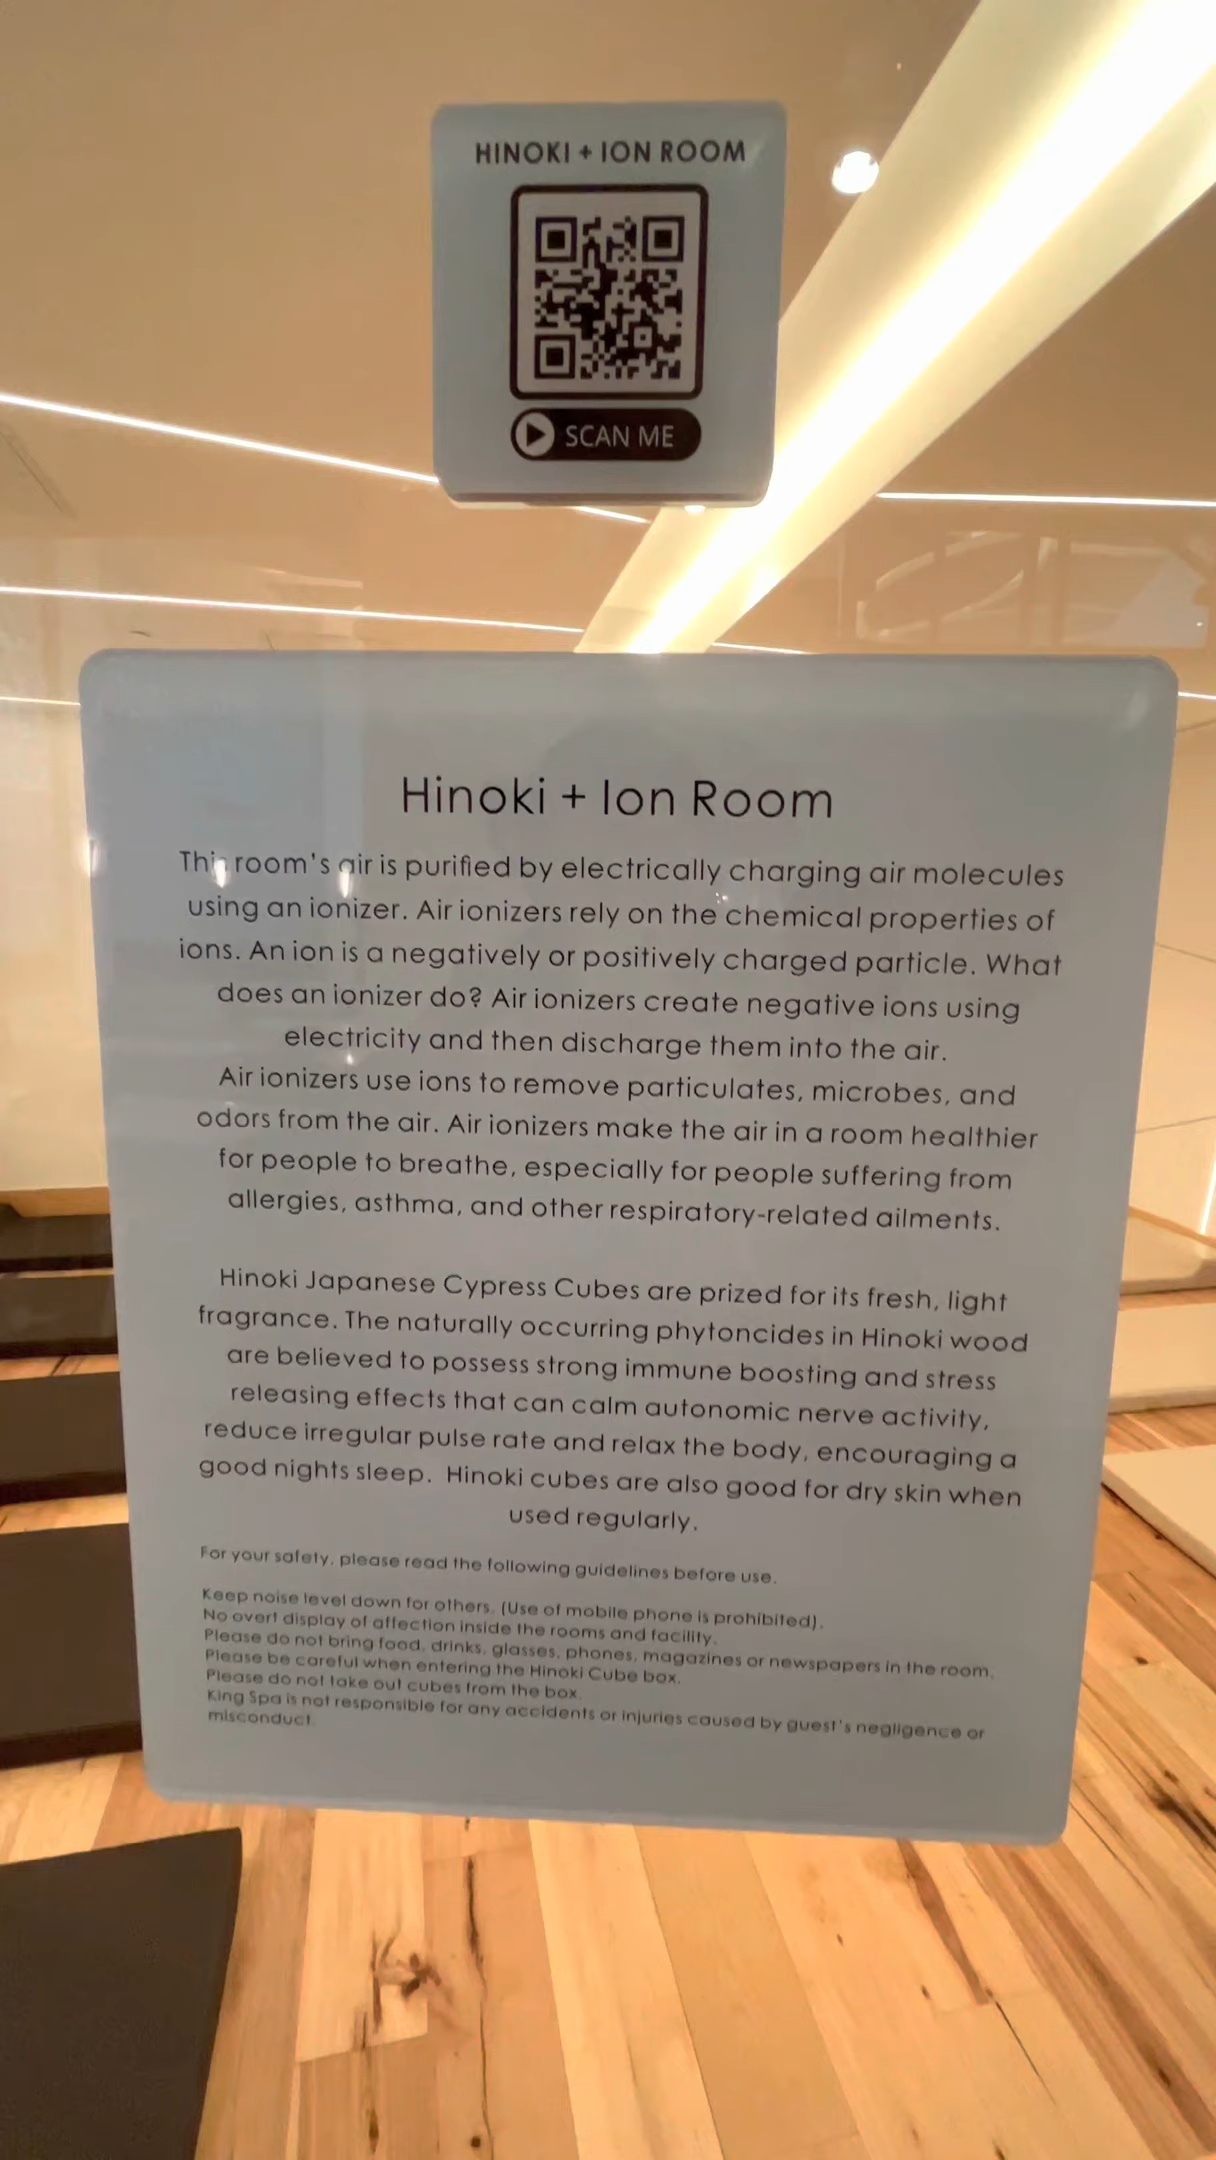 HINOKI + ION ROOM
SCAN ME
Hinoki + Ion Room
This room's air is purified by electrically charging air molecules
using an ionizer. Air ionizers rely on the chemical properties of
ions. An ion is a negatively or positively charged particle. What
does an ionizer do? Air ionizers create negative ions using
electricity and then discharge them into the air.
Air ionizers use ions to remove particulates, microbes, and
odors from the air. Air ionizers make the air in a room healthier
for people to breathe, especially for people suffering from
allergies, asthma, and other respiratory-related ailments.
Hinoki Japanese Cypress Cubes are prized for its fresh, light
fragrance. The naturally occurring phytoncides in Hinoki wood
are believed to possess strong immune boosting and stress
releasing effects that can calm autonomic nerve activity,
reduce irregular pulse rate and relax the body, encouraging a
good nights sleep. Hinoki cubes are also good for dry skin when
used regularly.
For your safety, please read the following guidelines before use.
Keep noise level down for others. (Use of mobile phone is prohibited).
No overt display of affection inside the rooms and facility.
Please do not bring food, drinks, glasses, phones, magazines or newspapers in the room.
Please be careful when entering the Hinoki Cube box.
Please do not take out cubes from the box.
King Spa is not responsible for any accidents or injuries caused by guest's negligence or
misconduct.